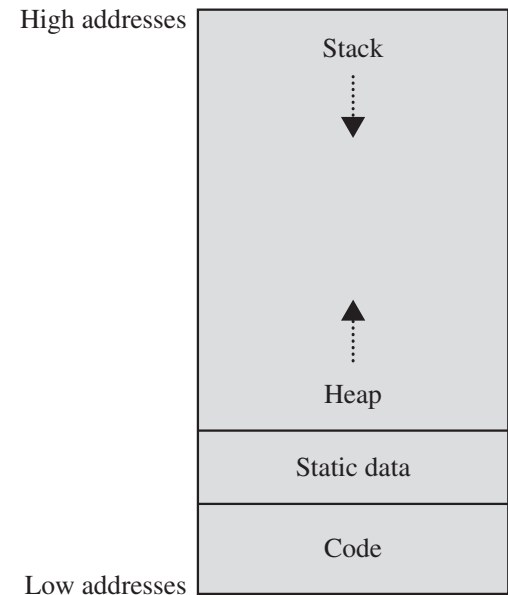 High addresses
Stack
Heap
Static data
Code
Low addresses